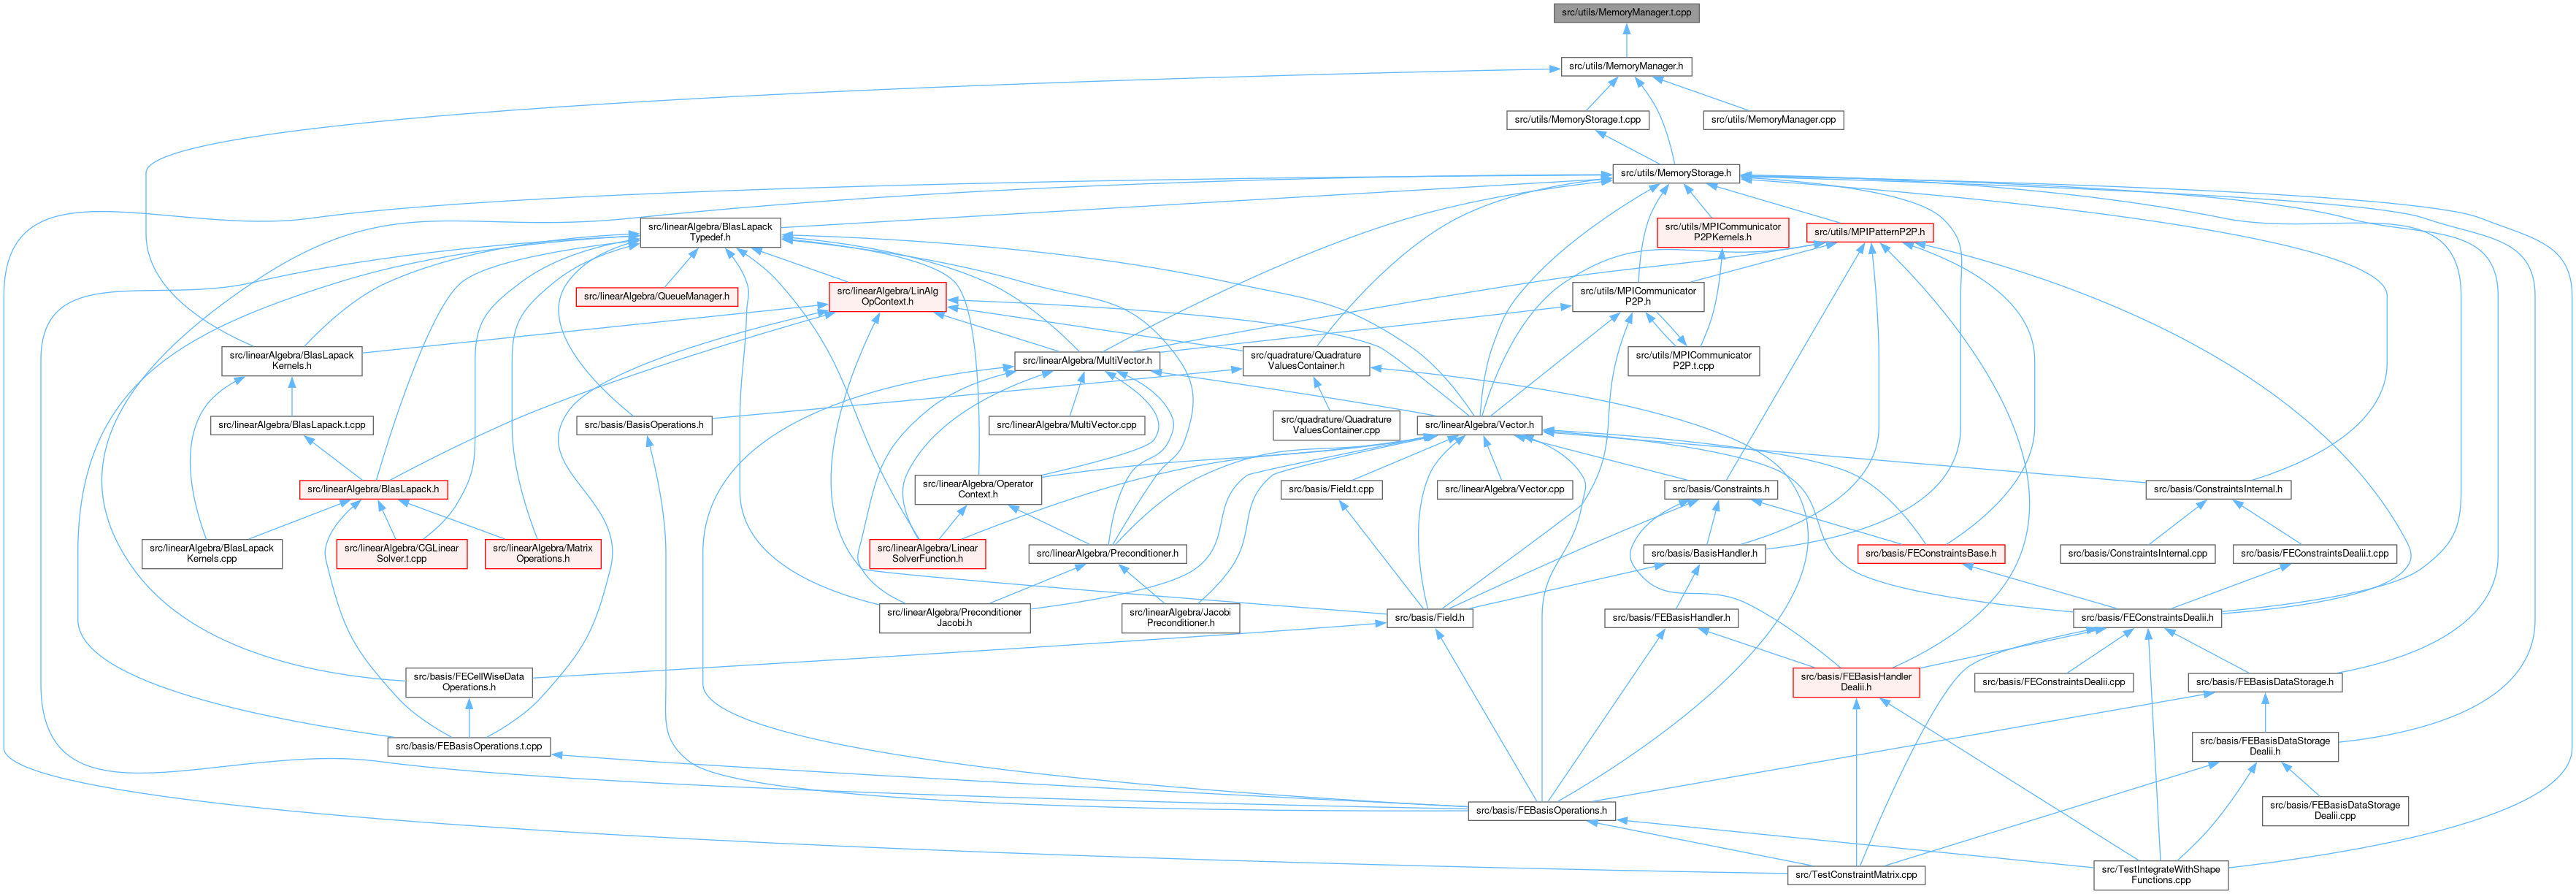 src/utils/MemoryManager.t.cpp
src/utils/MemoryManager.h
src/utils/MemoryStorage.t.cpp
src/utils/MemoryManager.cpp
src/utils/MemoryStorage.h
src/linearAlgebra/BlasLapack
Typedef.h
src/utils/MPICommunicator
P2PKernels.h
src/utils/MPIPatternP2P.h
src/linearAlgebra/QueueManager.h
src/linearAlgebra/LinAlg
OpContext.h
src/utils/MPICommunicator
P2P.h
src/linearAlgebra/BlasLapack
Kernels.h
src/linearAlgebra/MultiVector.h
src/quadrature/Quadrature
ValuesContainer.h
src/utils/MPICommunicator
P2P.t.cpp
src/linearAlgebra/BlasLapack.t.cpp
src/basis/BasisOperations.h
src/linearAlgebra/MultiVector.cpp
src/quadrature/Quadrature
ValuesContainer.cpp
src/linearAlgebra/Vector.h
src/linearAlgebra/BlasLapack.h
src/linearAlgebra/Operator
Context.h
src/basis/Field.t.cpp
src/linearAlgebra/Vector.cpp
src/basis/Constraints.h
src/basis/ConstraintsInternal.h
src/linearAlgebra/BlasLapack
Kernels.cpp
src/linearAlgebra/CGLinear
Solver.t.cpp
src/linearAlgebra/Matrix
Operations.h
src/linearAlgebra/Linear
SolverFunction.h
src/linearAlgebra/Preconditioner.h
src/basis/BasisHandler.h
src/basis/FEConstraintsBase.h
src/basis/ConstraintsInternal.cpp
src/basis/FEConstraintsDealii.t.cpp
src/linearAlgebra/Preconditioner
Jacobi.h
src/linearAlgebra/Jacobi
Preconditioner.h
src/basis/Field.h
src/basis/FEBasisHandler.h
src/basis/FEConstraintsDealii.h
src/basis/FECellWiseData
Operations.h
src/basis/FEBasisHandler
Dealii.h
src/basis/FEConstraintsDealii.cpp
src/basis/FEBasisDataStorage.h
src/basis/FEBasisOperations.t.cpp
src/basis/FEBasisDataStorage
Dealii.h
src/basis/FEBasisOperations.h
src/basis/FEBasisDataStorage
Dealii.cpp
src/TestConstraintMatrix.cpp
src/TestIntegrateWithShape
Functions.cpp